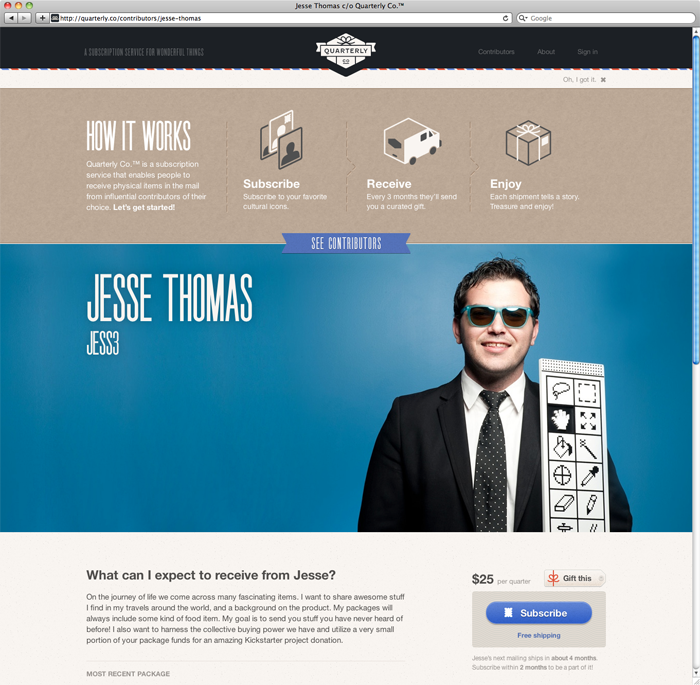 Jesse Thomas c/o Quarterly Co.™
http://quarterly.co/contributors/jesse-thomas
Google
A SUBSCRIPTION SERVICE FOR WONDERFUL THINGS
QUARTERLY
CO
Contributors About Sign in
Oh, I got it. ✖
HOW IT WORKS
Quarterly Co.™ is a subscription
service that enables people to
receive physical items in the mail
from influential contributors of their
choice. Let's get started!
Subscribe
Subscribe to your favorite
cultural icons.
Receive
Every 3 months they'll send
you a curated gift.
Enjoy
Each shipment tells a story.
Treasure and enjoy!
SEE CONTRIBUTORS
JESSE THOMAS
JESS3
What can I expect to receive from Jesse?
On the journey of life we come across many fascinating items. I want to share awesome stuff
I find in my travels around the world, and a background on the product. My packages will
always include some kind of food item. My goal is to send you stuff you have never heard of
before! I also want to harness the collective buying power we have and utilize a very small
portion of your package funds for an amazing Kickstarter project donation.
MOST RECENT PACKAGE
$25 per quarter
Gift this
Subscribe
Free shipping
Jesse's next mailing ships in about 4 months.
Subscribe within 2 months to be a part of it!